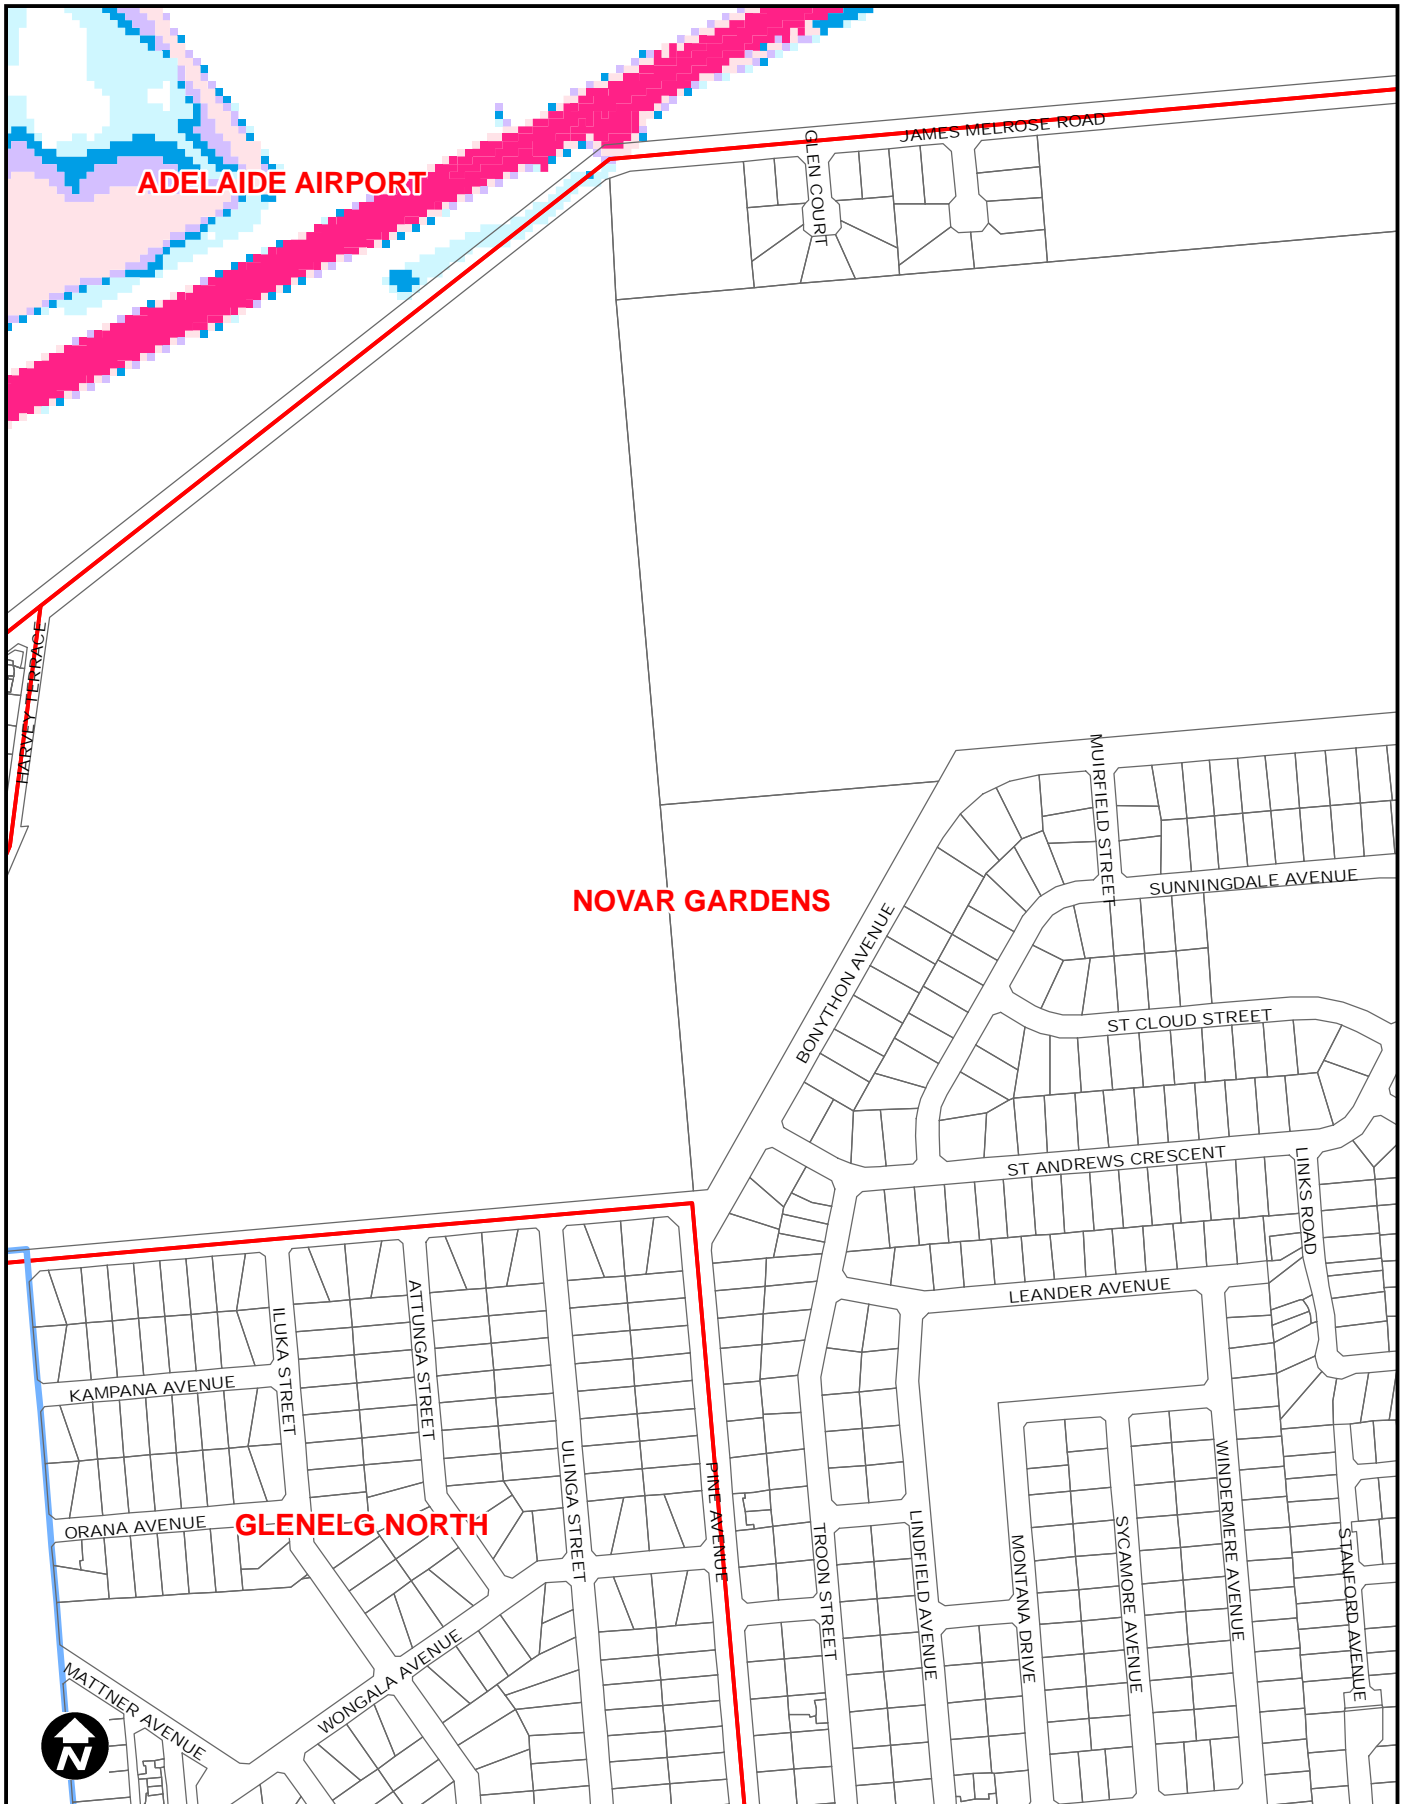 JAMES MELROSE ROAD
GLEN COURT
ADELAIDE AIRPORT
HARVEY TERRACE
MUIRFIELD STREET
SUNNINGDALE AVENUE
NOVAR GARDENS
BONYTHON AVENUE
ST CLOUD STREET
ST ANDREWS CRESCENT
LINKS ROAD
LEANDER AVENUE
ILUKA STREET
ATTUNGA STREET
KAMPANA AVENUE
ULINGA STREET
PINE AVENUE
ORANA AVENUE
GLENELG NORTH
TROON STREET
LINDFIELD AVENUE
MONTANA DRIVE
SYCAMORE AVENUE
WINDERMERE AVENUE
STANFORD AVENUE
WONGALA AVENUE
MATTNER AVENUE
N